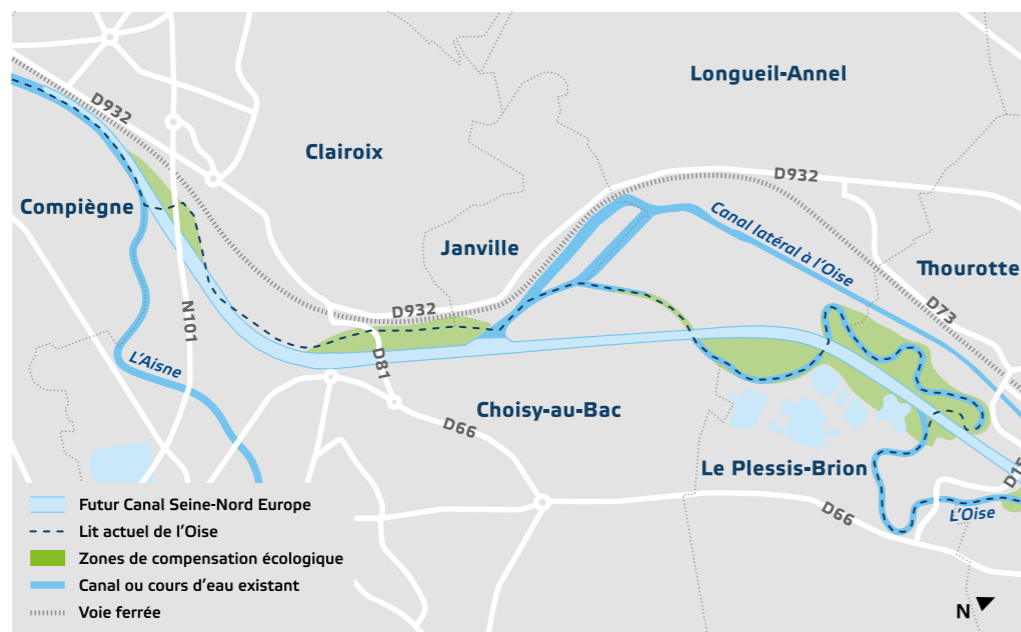 Longueil-Annel
D932
Clairoix
D932
Compiègne
Canal latéral à l'Oise
Janville
Thourotte
N101
D932
D73
D81
L'Aisne
Choisy-au-Bac
D66
Le Plessis-Brion
D15
L'Oise
D66
Futur Canal Seine-Nord Europe
Lit actuel de l'Oise
Zones de compensation écologique
Canal ou cours d'eau existant
Voie ferrée
N